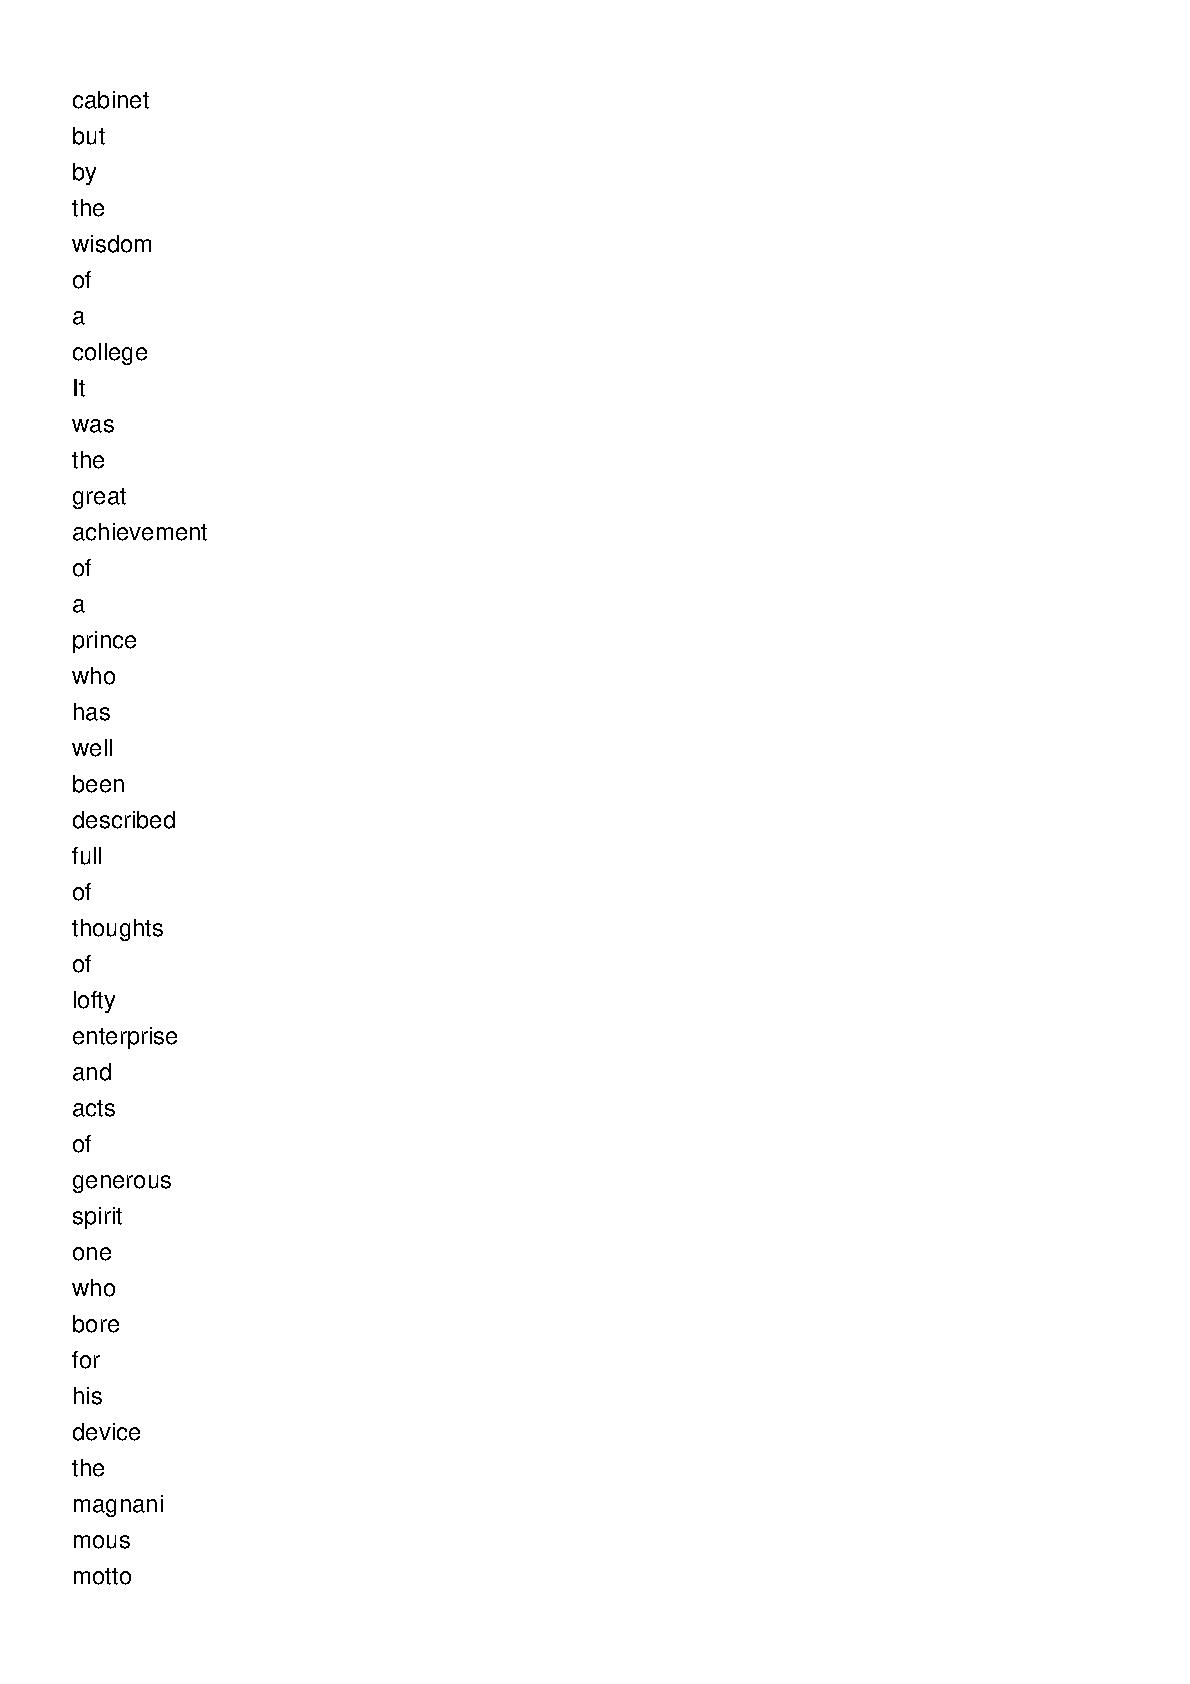 cabinet
but
by
the
wisdom
of
a
college
It
was
the
great
achievement
of
a
prince
who
has
well
been
described
full
of
thoughts
of
lofty
enterprise
and
acts
of
generous
spirit
one
who
bore
for
his
device
the
magnani
mous
motto